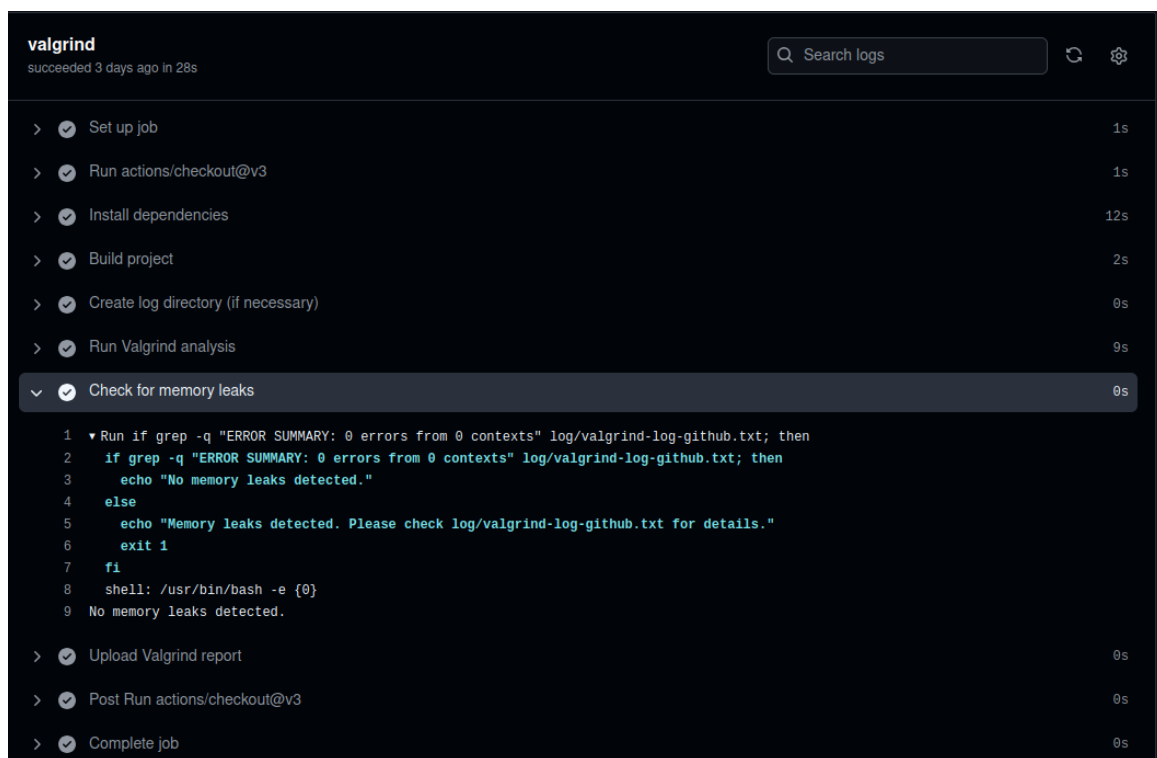 valgrind
succeeded 3 days ago in 28s
Search logs
Set up job 1s
Run actions/checkout@v3 1s
Install dependencies 12s
Build project 2s
Create log directory (if necessary) 0s
Run Valgrind analysis 9s
Check for memory leaks 0s
1 ▼ Run if grep -q "ERROR SUMMARY: 0 errors from 0 contexts" log/valgrind-log-github.txt; then
2 if grep -q "ERROR SUMMARY: 0 errors from 0 contexts" log/valgrind-log-github.txt; then
3 echo "No memory leaks detected."
4 else
5 echo "Memory leaks detected. Please check log/valgrind-log-github.txt for details."
6 exit 1
7 fi
8 shell: /usr/bin/bash -e {0}
9 No memory leaks detected.
Upload Valgrind report 0s
Post Run actions/checkout@v3 0s
Complete job 0s